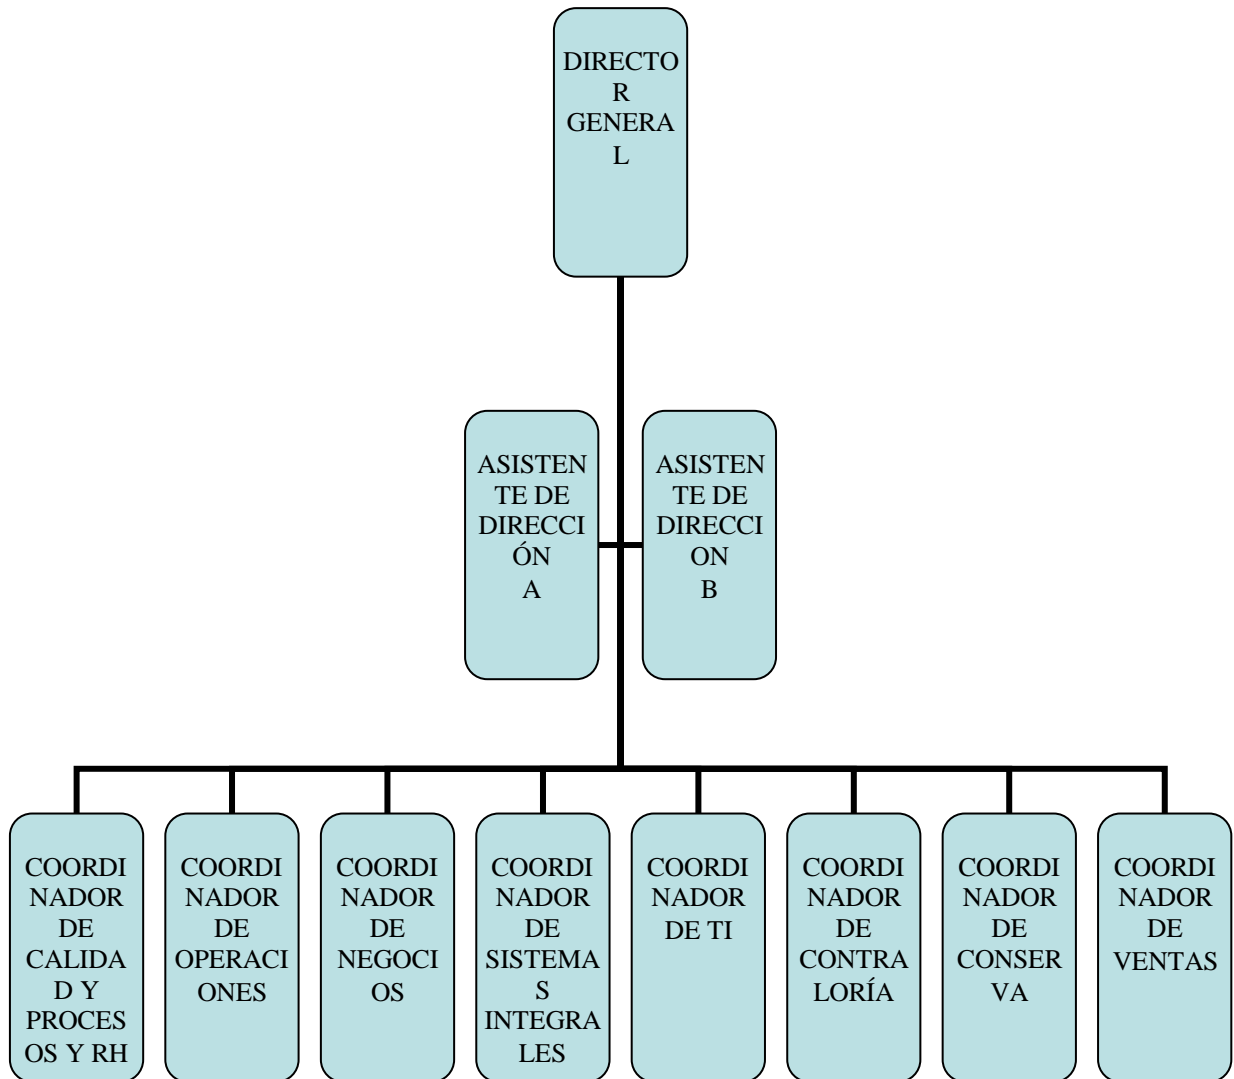 DIRECTO
R
GENERA
L
ASISTEN
TE DE
DIRECCI
ÓN
A
ASISTEN
TE DE
DIRECCI
ON
B
COORDI
NADOR
DE
CALIDA
D Y
PROCES
OS Y RH
COORDI
NADOR
DE
OPERACI
ONES
COORDI
NADOR
DE
NEGOCI
OS
COORDI
NADOR
DE
SISTEMA
S
INTEGRA
LES
COORDI
NADOR
DE TI
COORDI
NADOR
DE
CONTRA
LORÍA
COORDI
NADOR
DE
CONSER
VA
COORDI
NADOR
DE
VENTAS